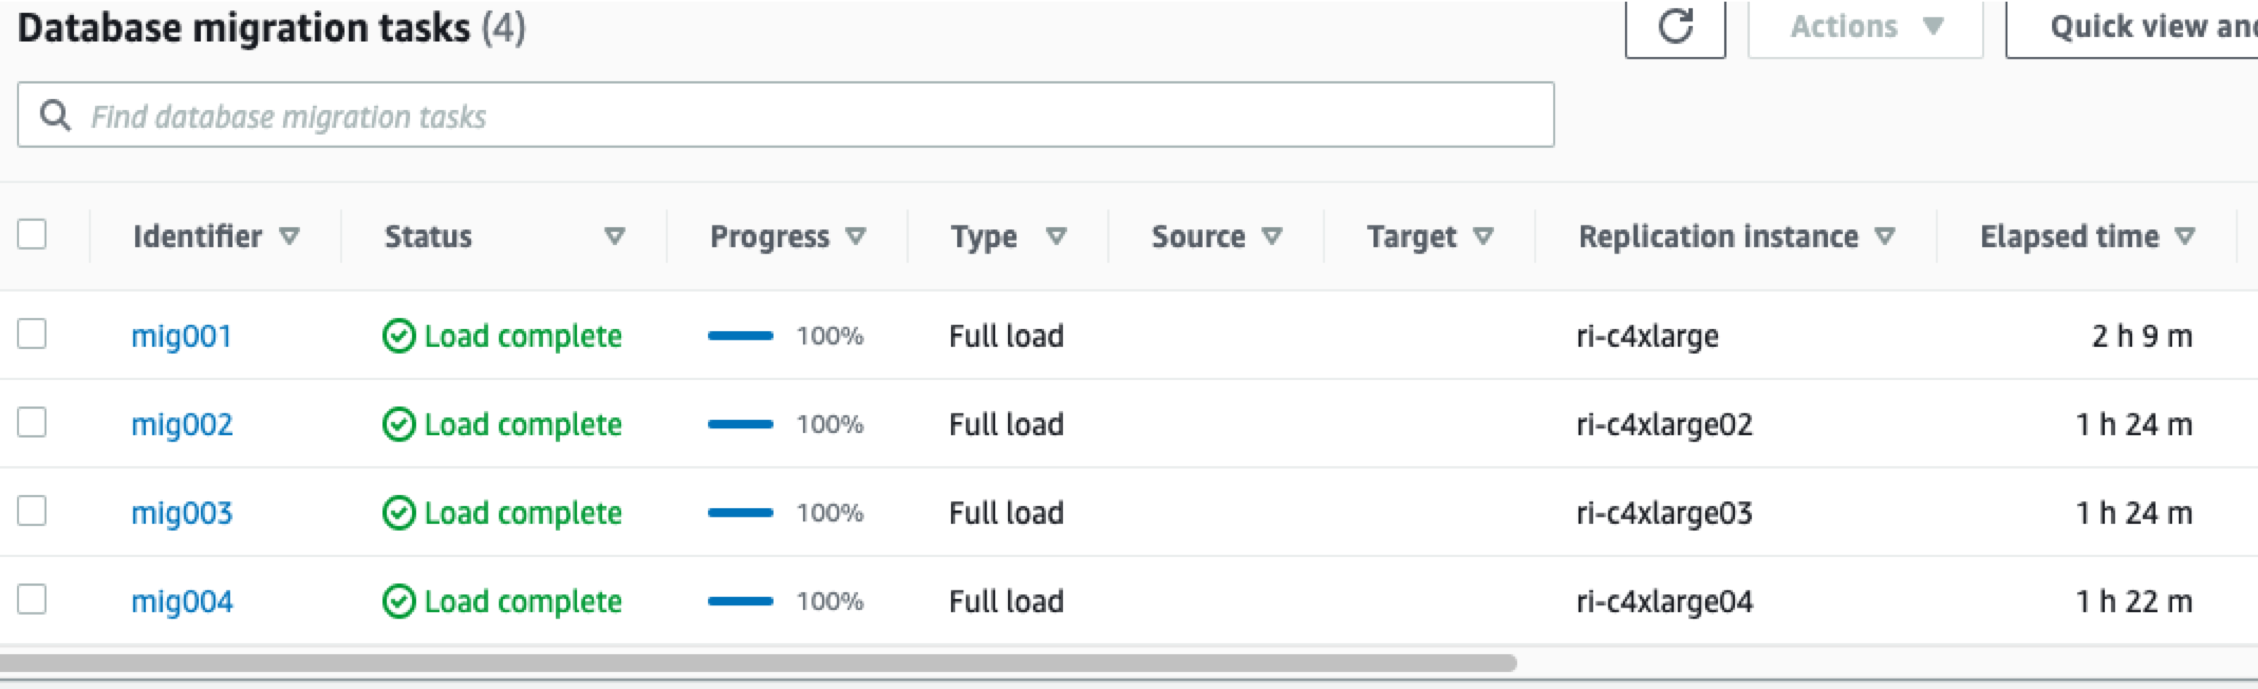 Database migration tasks (4)
Actions
Quick view and
Find database migration tasks
Identifier Status Progress Type Source Target Replication instance Elapsed time
mig001 Load complete 100% Full load ri-c4xlarge 2 h 9 m
mig002 Load complete 100% Full load ri-c4xlarge02 1 h 24 m
mig003 Load complete 100% Full load ri-c4xlarge03 1 h 24 m
mig004 Load complete 100% Full load ri-c4xlarge04 1 h 22 m